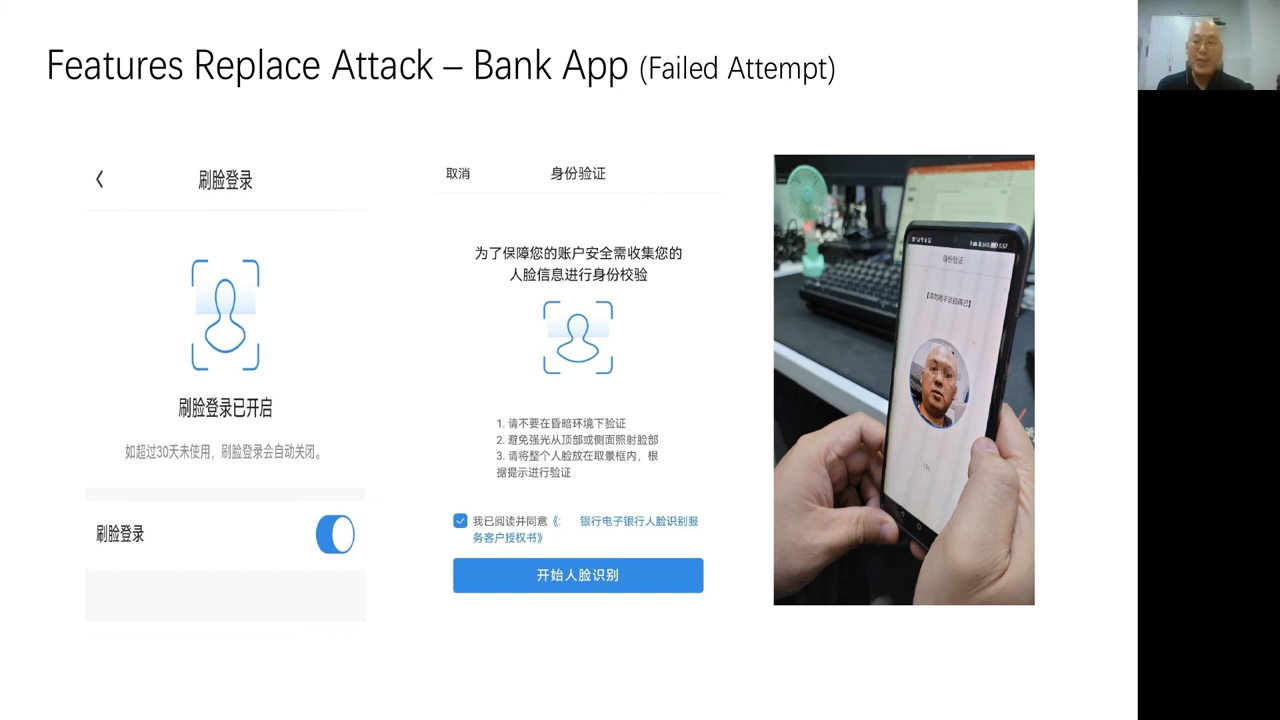 Features Replace Attack – Bank App (Failed Attempt)
刷脸登录
刷脸登录已开启
如超过30天未使用，刷脸登录会自动关闭。
刷脸登录
取消
身份验证
为了保障您的账户安全需收集您的
人脸信息进行身份校验
1. 请不要在昏暗环境下验证
2. 避免强光从顶部或侧面照射脸部
3. 请将整个人脸放在取景框内，根
据提示进行验证
我已阅读并同意《: 银行电子银行人脸识别服
务客户授权书》
开始人脸识别
身份验证